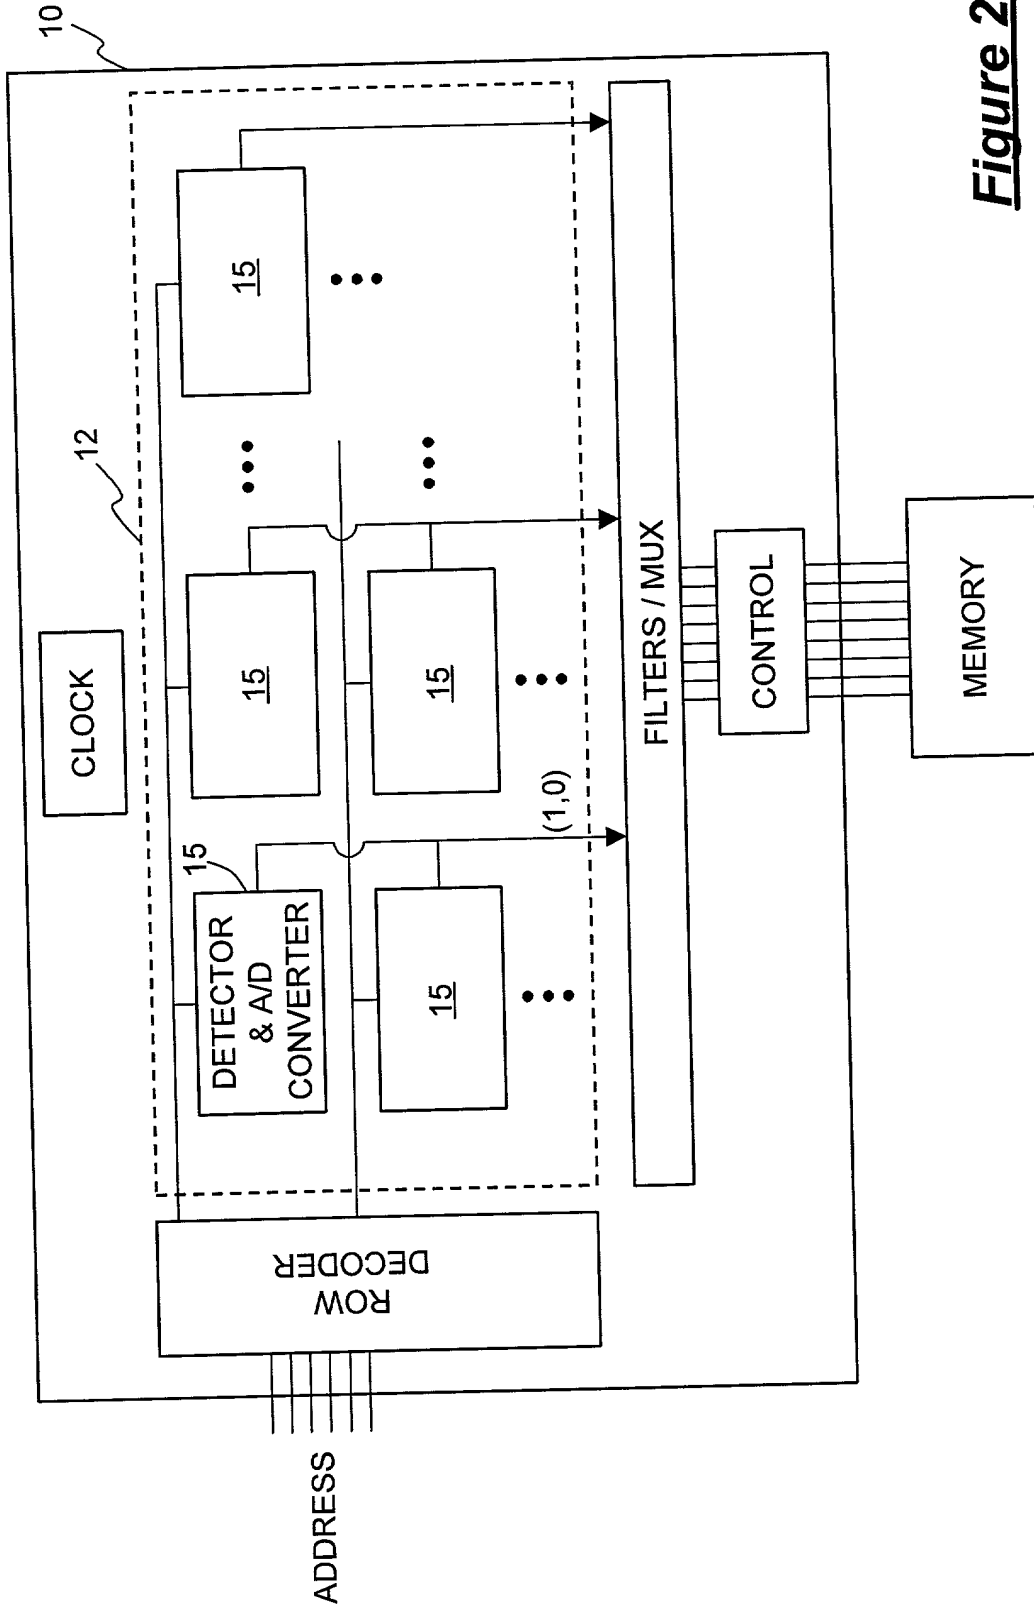 10
CLOCK
12
15
DETECTOR
& A/D
CONVERTER
15
15
15
15
(1,0)
ROW
DECODER
ADDRESS
FILTERS / MUX
CONTROL
MEMORY
Figure 2